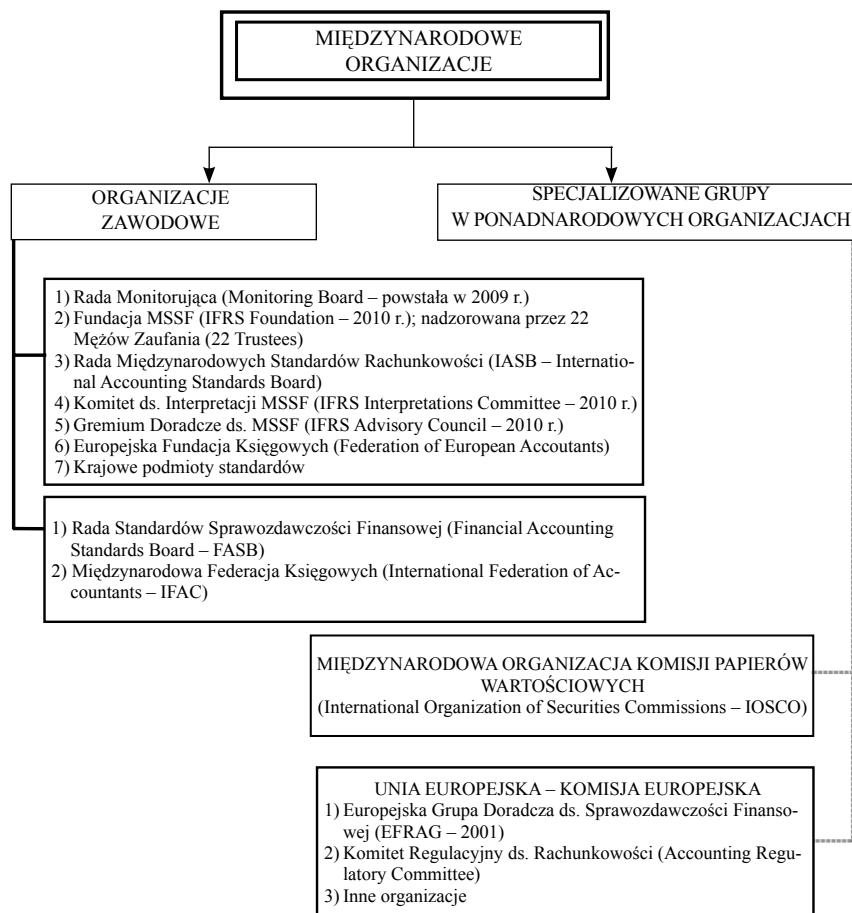 MIĘDZYNARODOWE
ORGANIZACJE
ORGANIZACJE
ZAWODOWE
SPECJALIZOWANE GRUPY
W PONADNARODOWYCH ORGANIZACJACH
1) Rada Monitorująca (Monitoring Board – powstała w 2009 r.)
2) Fundacja MSSF (IFRS Foundation – 2010 r.); nadzorowana przez 22
Mężów Zaufania (22 Trustees)
3) Rada Międzynarodowych Standardów Rachunkowości (IASB – Internatio-
nal Accounting Standards Board)
4) Komitet ds. Interpretacji MSSF (IFRS Interpretations Committee – 2010 r.)
5) Gremium Doradcze ds. MSSF (IFRS Advisory Council – 2010 r.)
6) Europejska Fundacja Księgowych (Federation of European Accoutants)
7) Krajowe podmioty standardów
1) Rada Standardów Sprawozdawczości Finansowej (Financial Accounting
Standards Board – FASB)
2) Międzynarodowa Federacja Księgowych (International Federation of Ac-
countants – IFAC)
MIĘDZYNARODOWA ORGANIZACJA KOMISJI PAPIERÓW
WARTOŚCIOWYCH
(International Organization of Securities Commissions – IOSCO)
UNIA EUROPEJSKA – KOMISJA EUROPEJSKA
1) Europejska Grupa Doradcza ds. Sprawozdawczości Finanso-
wej (EFRAG – 2001)
2) Komitet Regulacyjny ds. Rachunkowości (Accounting Regu-
latory Committee)
3) Inne organizacje